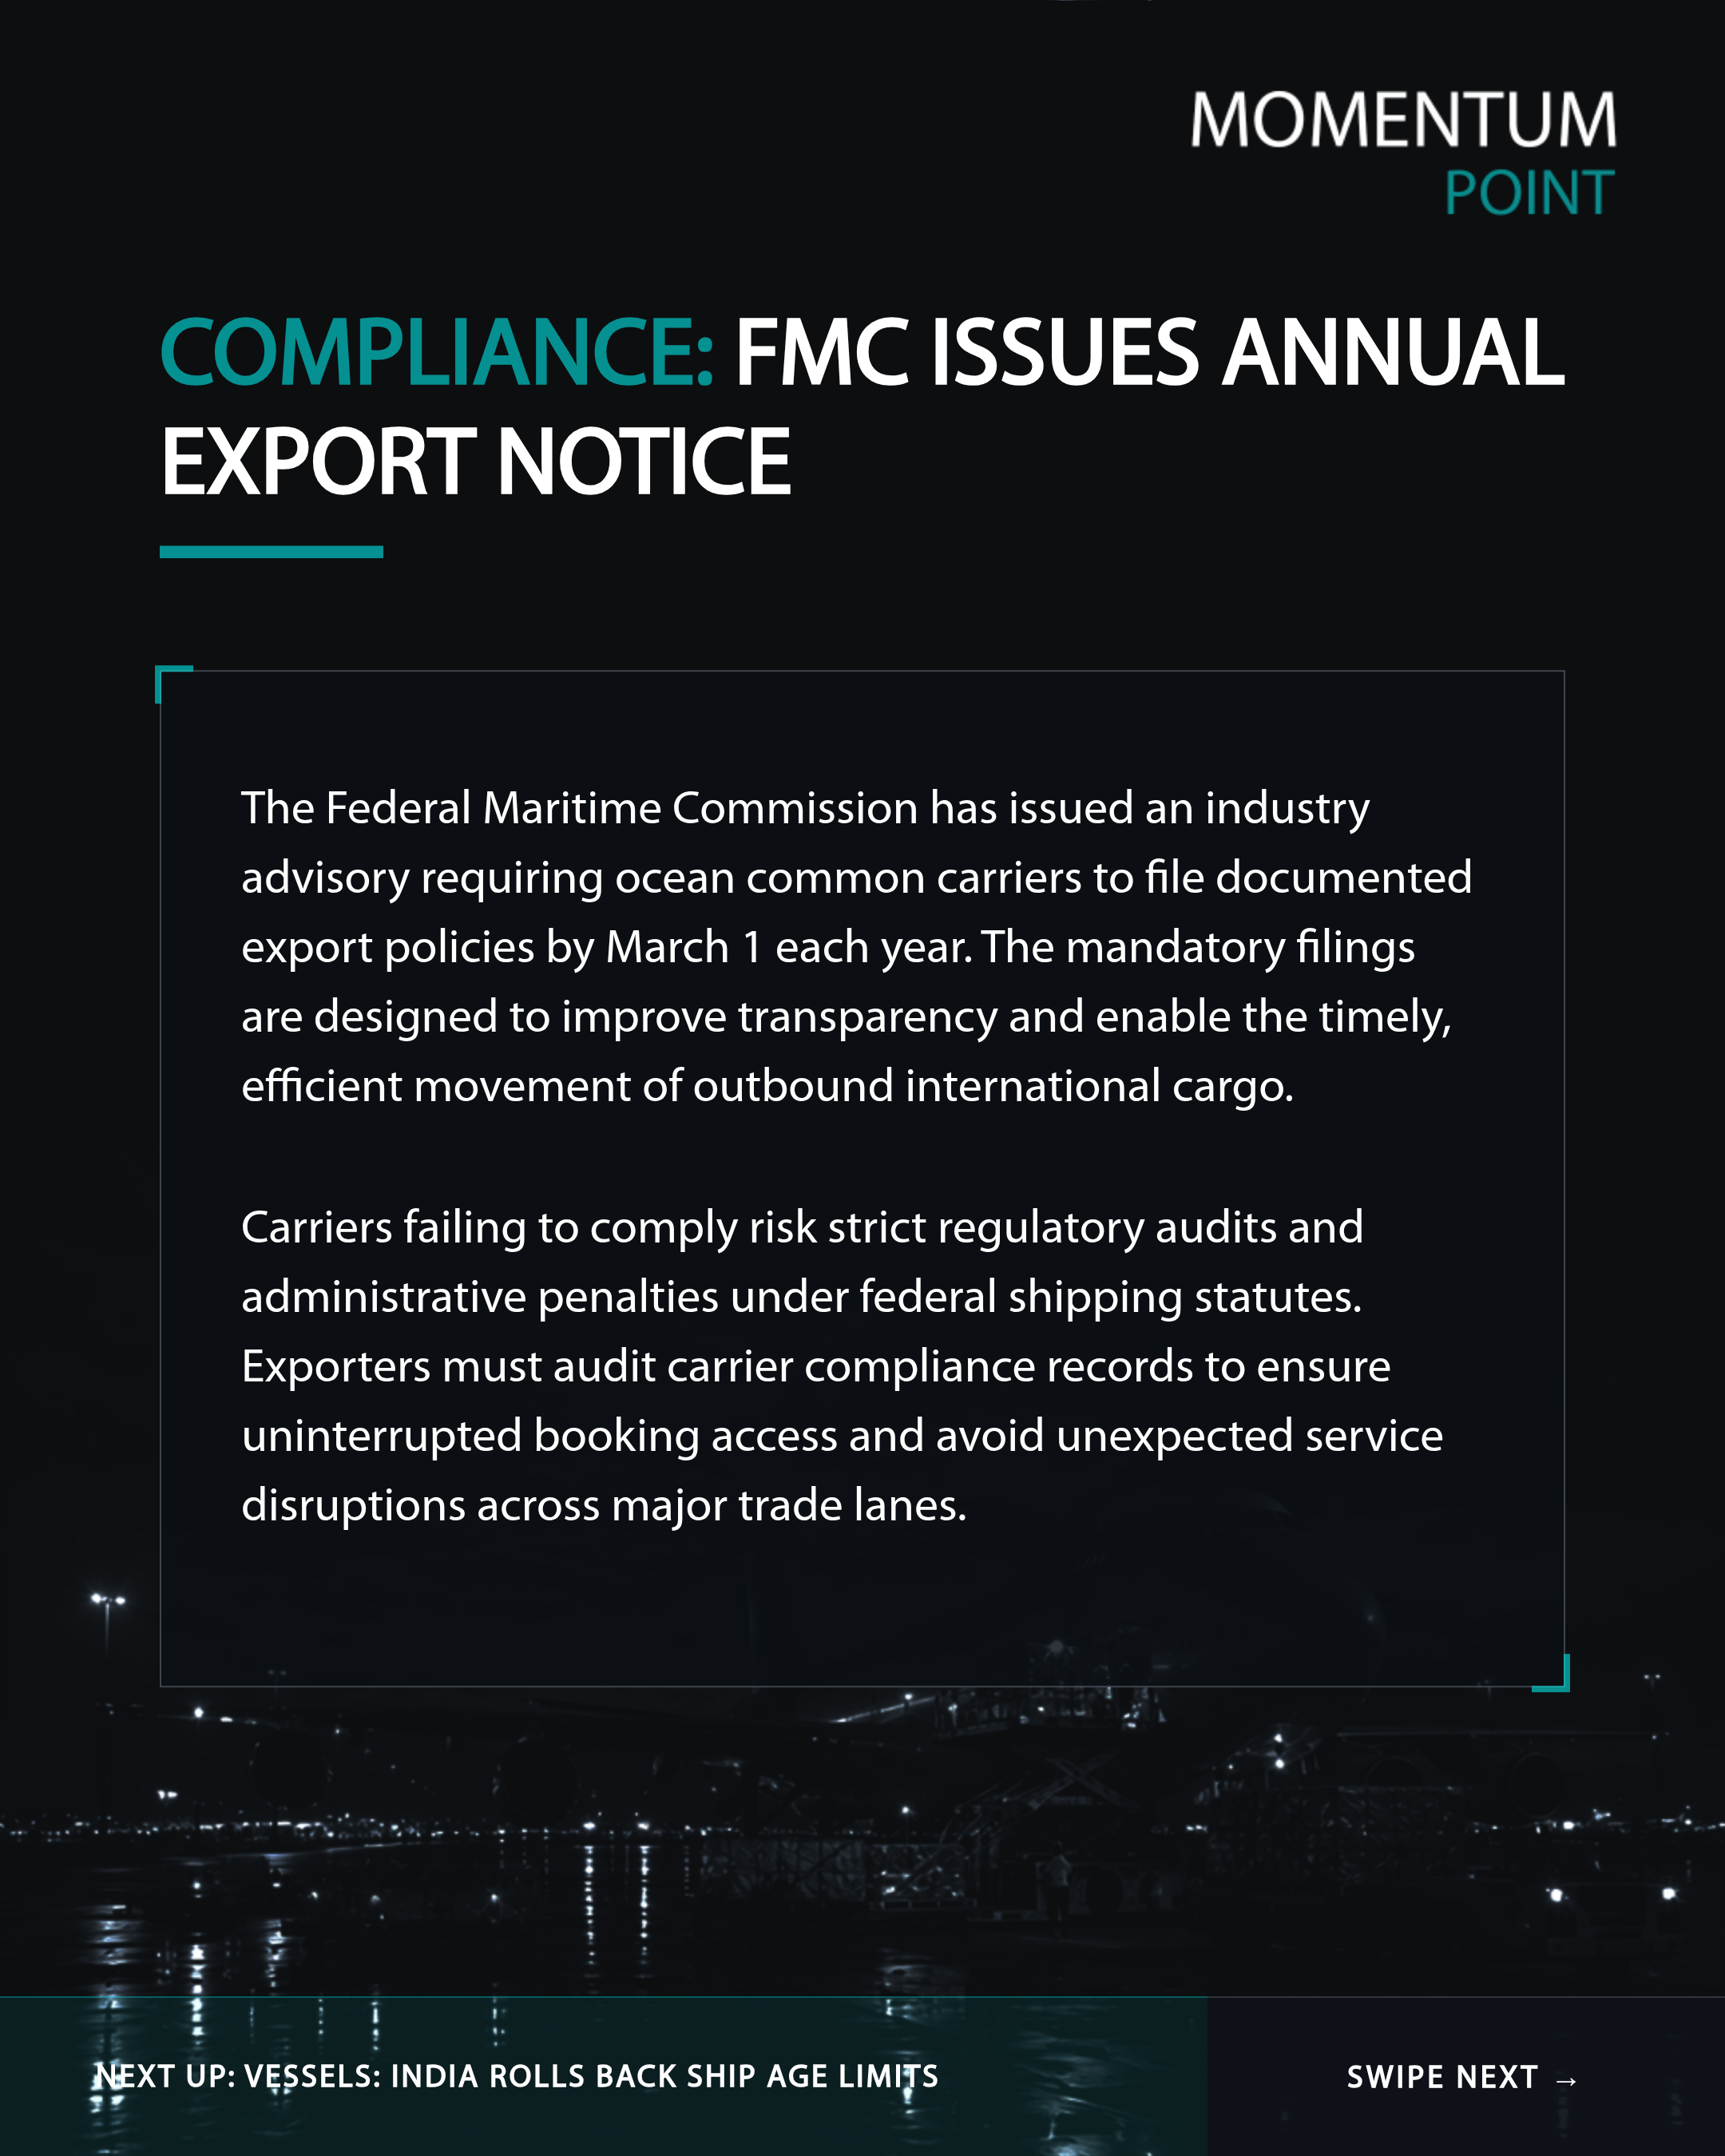 MOMENTUM
POINT
COMPLIANCE: FMC ISSUES ANNUAL
EXPORT NOTICE
The Federal Maritime Commission has issued an industry
advisory requiring ocean common carriers to file documented
export policies by March 1 each year. The mandatory filings
are designed to improve transparency and enable the timely,
efficient movement of outbound international cargo.
Carriers failing to comply risk strict regulatory audits and
administrative penalties under federal shipping statutes.
Exporters must audit carrier compliance records to ensure
uninterrupted booking access and avoid unexpected service
disruptions across major trade lanes.
NEXT UP: VESSELS: INDIA ROLLS BACK SHIP AGE LIMITS
SWIPE NEXT →